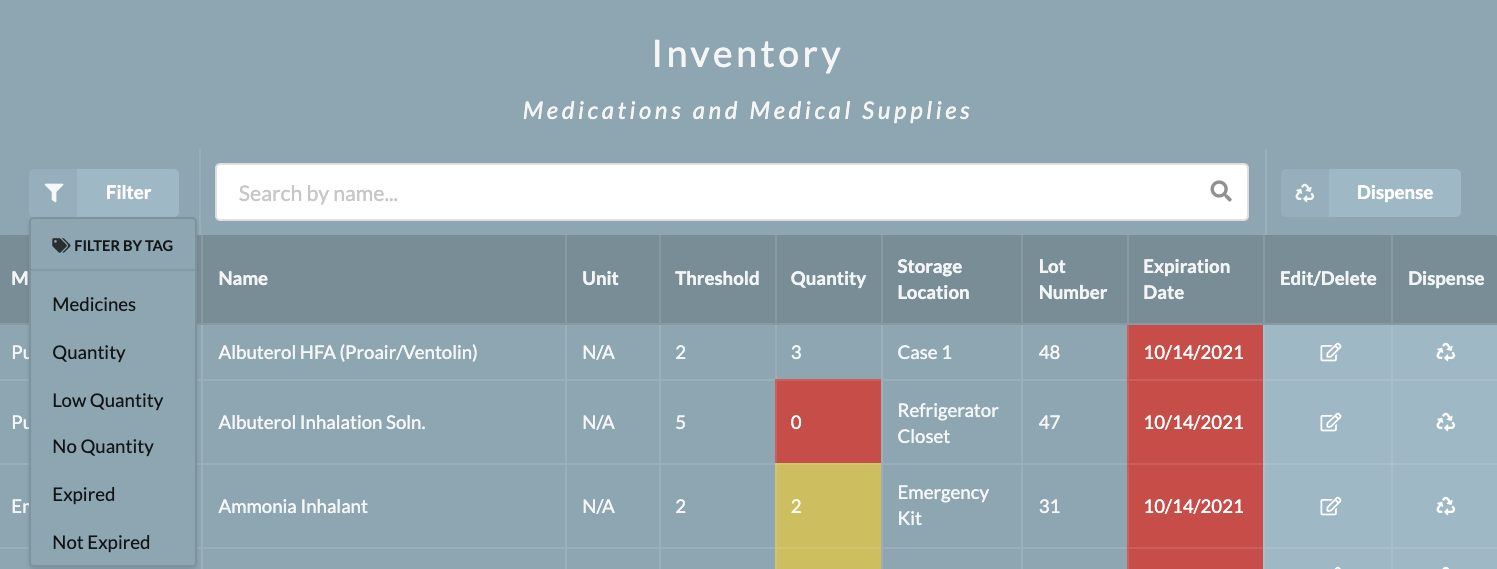 Inventory
Medications and Medical Supplies
Filter
Search by name...
Dispense
FILTER BY TAG
Medicines
Quantity
Low Quantity
No Quantity
Expired
Not Expired
Name Unit Threshold Quantity Storage Location Lot Number Expiration Date Edit/Delete Dispense
Albuterol HFA (Proair/Ventolin) N/A 2 3 Case 1 48 10/14/2021
Albuterol Inhalation Soln. N/A 5 0 Refrigerator Closet 47 10/14/2021
Ammonia Inhalant N/A 2 2 Emergency Kit 31 10/14/2021